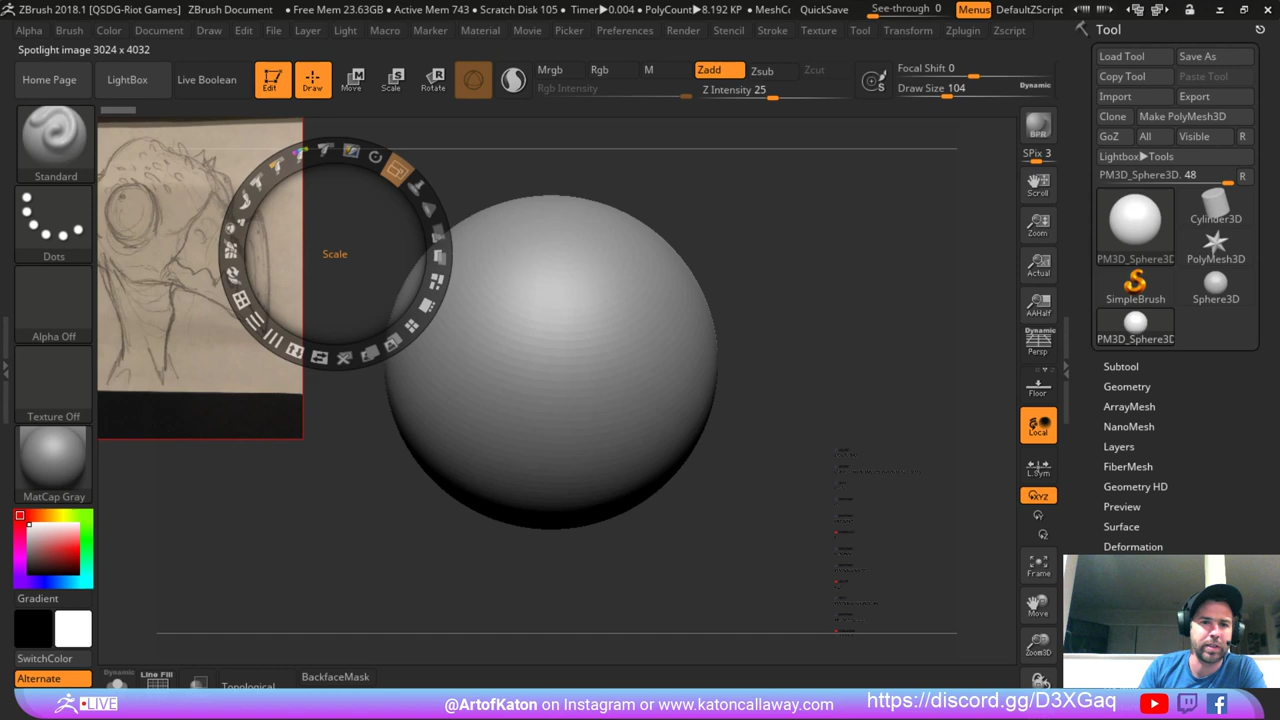 ZBrush 2018.1 [QSDG-Riot Games] ZBrush Document • Free Mem 23.63GB • Active Mem 743 • Scratch Disk 105 • Timer▶0.004 • PolyCount▶8.192 KP • MeshCo QuickSave See-through 0 Menus DefaultZScript
Alpha Brush Color Document Draw Edit File Layer Light Macro Marker Material Movie Picker Preferences Render Stencil Stroke Texture Tool Transform Zplugin Zscript
Tool
Spotlight image 3024 x 4032
Home Page LightBox Live Boolean Edit Draw Move Scale Rotate
Mrgb Rgb M Zadd Zsub Zcut
Rgb Intensity Z Intensity 25
Focal Shift 0
Draw Size 104 Dynamic
Load Tool Save As
Copy Tool Paste Tool
Import Export
Clone Make PolyMesh3D
GoZ All Visible R
Lightbox▶Tools
PM3D_Sphere3D. 48 R
PM3D_Sphere3D Cylinder3D
PolyMesh3D
SimpleBrush Sphere3D
PM3D_Sphere3D
Subtool
Geometry
ArrayMesh
NanoMesh
Layers
FiberMesh
Geometry HD
Preview
Surface
Deformation
BPR
SPix 3
Scroll
Zoom
Actual
AAHalf
Dynamic
Persp
Floor
Local
L.Sym
XYZ
Frame
Move
Zoom3D
Standard
Dots
Alpha Off
Texture Off
MatCap Gray
Gradient
SwitchColor
Alternate
Scale
Dynamic Line Fill Topological BackfaceMask
LIVE
@ArtofKaton on Instagram or www.katoncallaway.com
https://discord.gg/D3XGaq